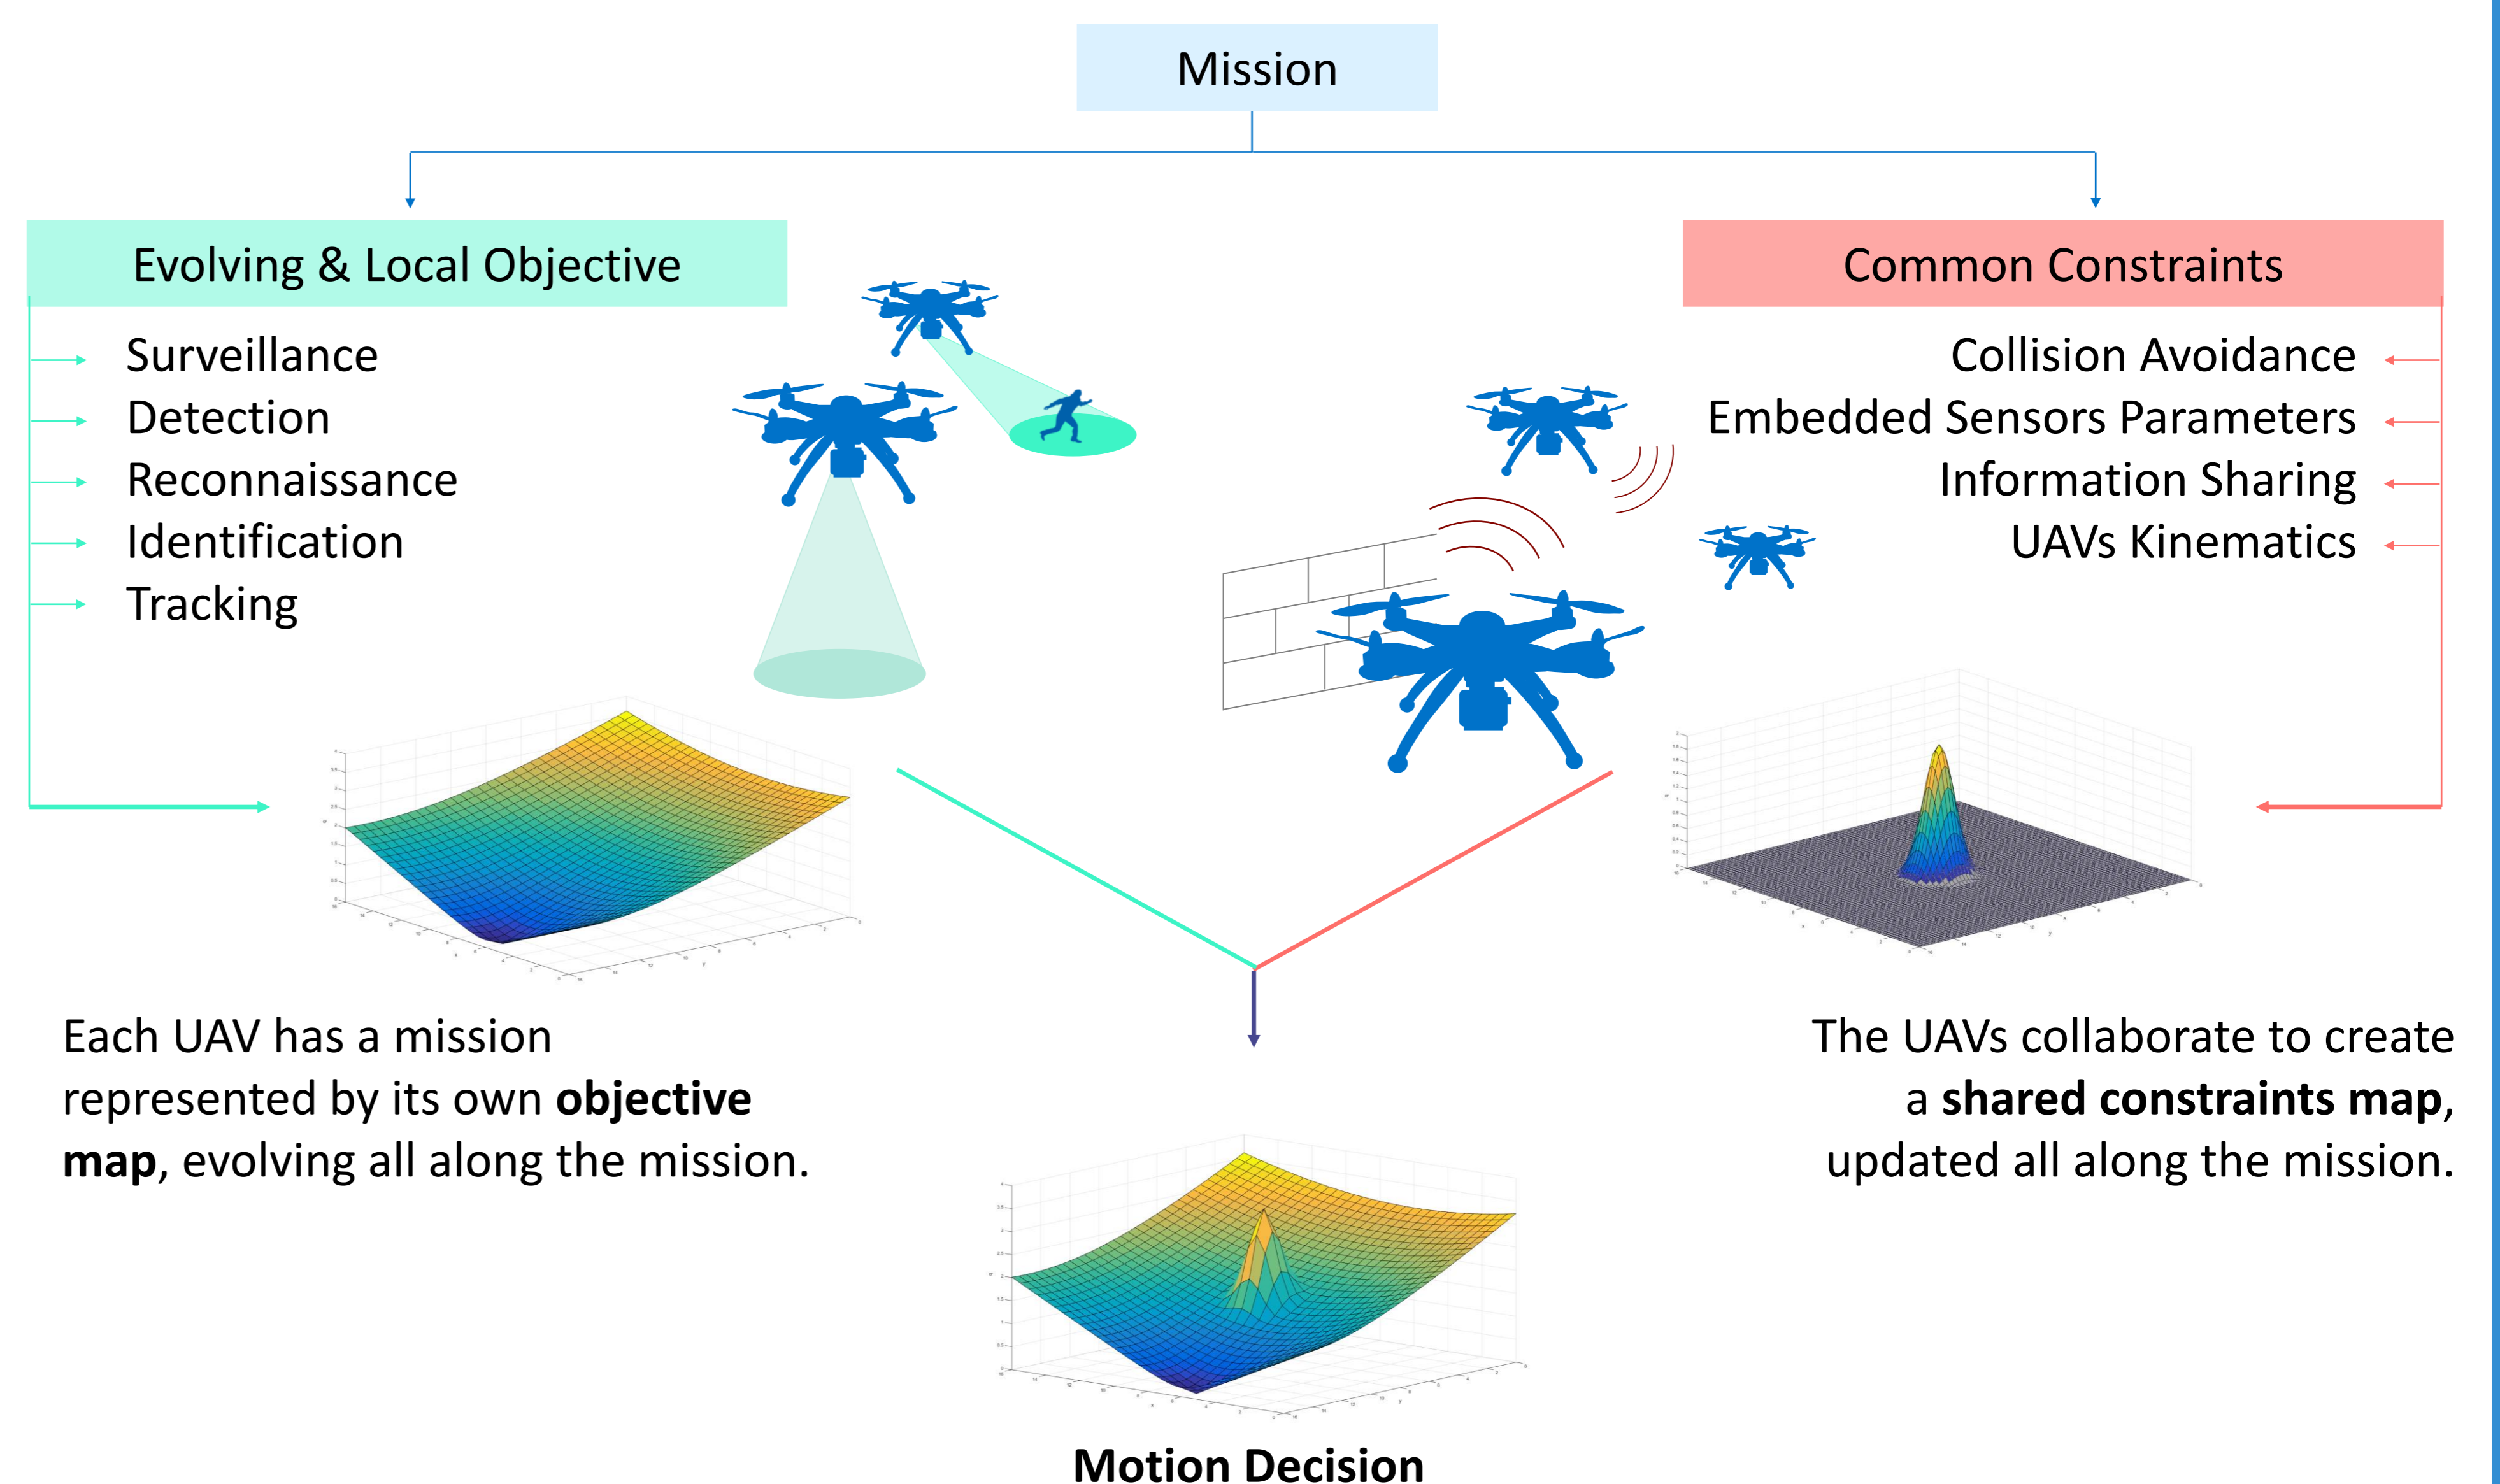 Mission
Evolving & Local Objective
Surveillance
Detection
Reconnaissance
Identification
Tracking
Common Constraints
Collision Avoidance
Embedded Sensors Parameters
Information Sharing
UAVs Kinematics
Each UAV has a mission
represented by its own objective
map, evolving all along the mission.
The UAVs collaborate to create
a shared constraints map,
updated all along the mission.
Motion Decision